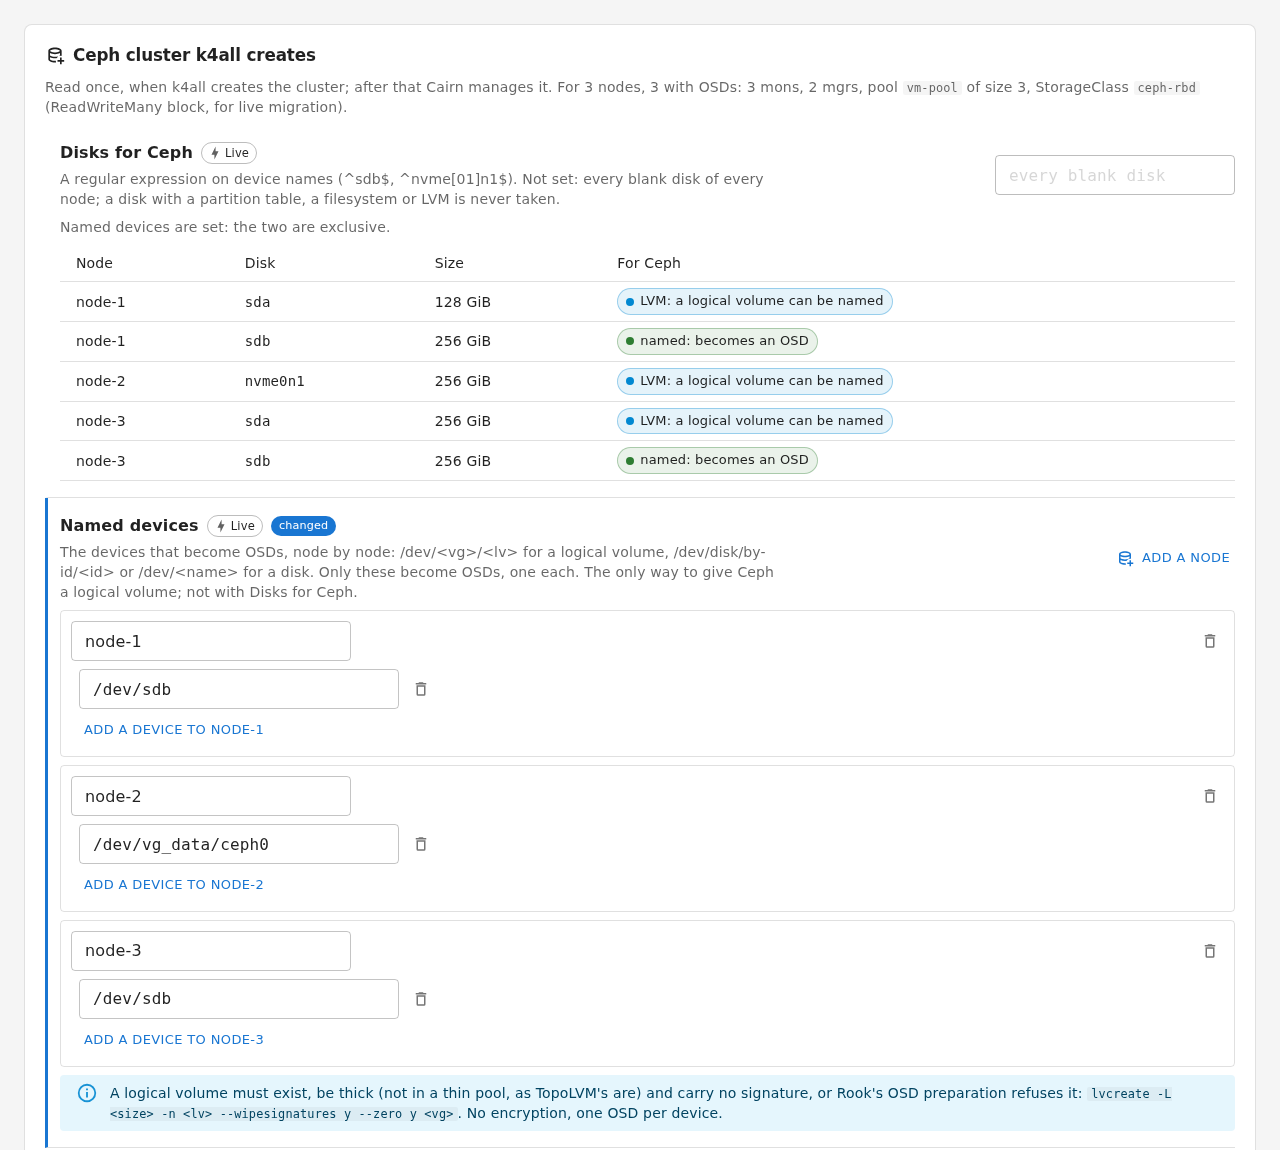 Ceph cluster k4all creates
Read once, when k4all creates the cluster; after that Cairn manages it. For 3 nodes, 3 with OSDs: 3 mons, 2 mgrs, pool vm-pool of size 3, StorageClass ceph-rbd
(ReadWriteMany block, for live migration).
Disks for Ceph Live
A regular expression on device names (^sdb$, ^nvme[01]n1$). Not set: every blank disk of every
node; a disk with a partition table, a filesystem or LVM is never taken.
every blank disk
Named devices are set: the two are exclusive.
Node Disk Size For Ceph
node-1 sda 128 GiB LVM: a logical volume can be named
node-1 sdb 256 GiB named: becomes an OSD
node-2 nvme0n1 256 GiB LVM: a logical volume can be named
node-3 sda 256 GiB LVM: a logical volume can be named
node-3 sdb 256 GiB named: becomes an OSD
Named devices Live changed
The devices that become OSDs, node by node: /dev/<vg>/<lv> for a logical volume, /dev/disk/by-
id/<id> or /dev/<name> for a disk. Only these become OSDs, one each. The only way to give Ceph
a logical volume; not with Disks for Ceph.
ADD A NODE
node-1
/dev/sdb
ADD A DEVICE TO NODE-1
node-2
/dev/vg_data/ceph0
ADD A DEVICE TO NODE-2
node-3
/dev/sdb
ADD A DEVICE TO NODE-3
A logical volume must exist, be thick (not in a thin pool, as TopoLVM's are) and carry no signature, or Rook's OSD preparation refuses it: lvcreate -L
<size> -n <lv> --wipesignatures y --zero y <vg>. No encryption, one OSD per device.